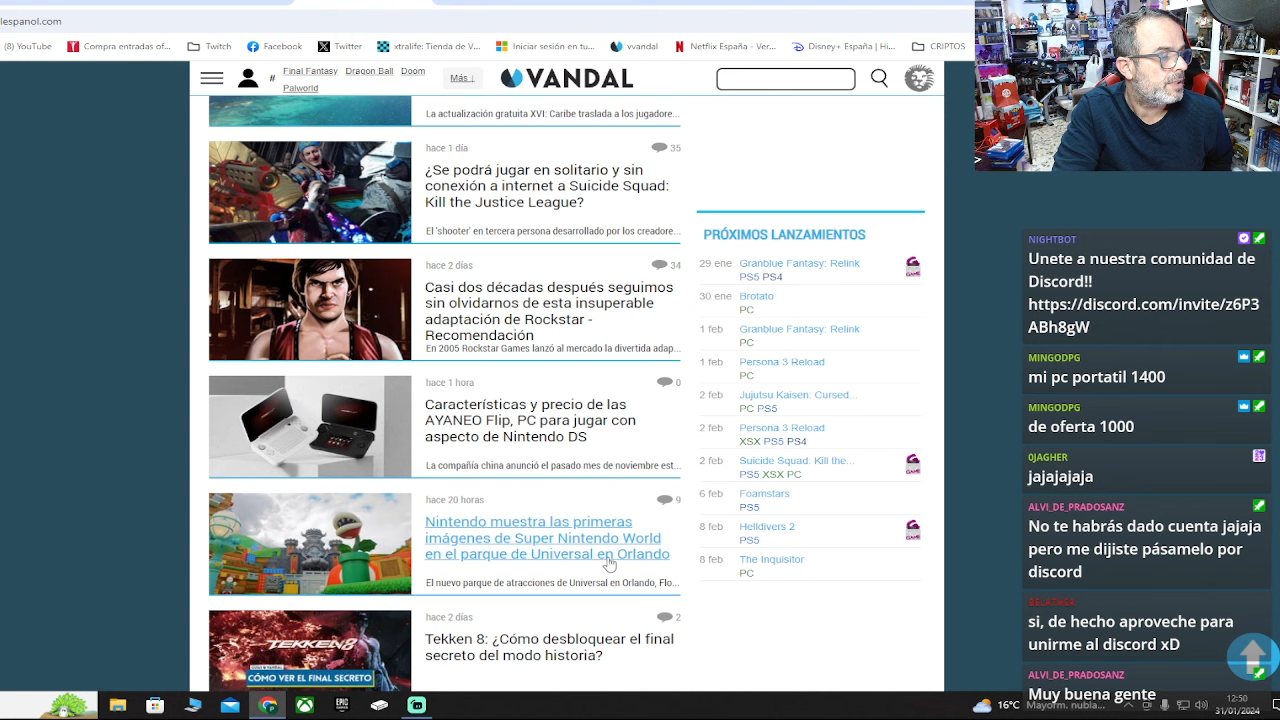 lespanol.com
(8) YouTube
Compra entradas of...
Twitch
Facebook
Twitter
xtralife: Tienda de V...
Iniciar sesión en tu...
vvandal
Netflix España - Ver...
Disney+ España | Hi...
CRIPTOS
# Final Fantasy Dragon Ball Doom
Palworld
Más ↓
VANDAL
La actualización gratuita XVI: Caribe traslada a los jugadore...
hace 1 día 35
¿Se podrá jugar en solitario y sin
conexión a internet a Suicide Squad:
Kill the Justice League?
El 'shooter' en tercera persona desarrollado por los creadore...
hace 2 días 34
Casi dos décadas después seguimos
sin olvidarnos de esta insuperable
adaptación de Rockstar -
Recomendación
En 2005 Rockstar Games lanzó al mercado la divertida adap...
hace 1 hora 0
Características y precio de las
AYANEO Flip, PC para jugar con
aspecto de Nintendo DS
La compañía china anunció el pasado mes de noviembre est...
hace 20 horas 9
Nintendo muestra las primeras
imágenes de Super Nintendo World
en el parque de Universal en Orlando
El nuevo parque de atracciones de Universal en Orlando, Flo...
TEKKEN 8
CÓMO VER EL FINAL SECRETO
hace 2 días 2
Tekken 8: ¿Cómo desbloquear el final
secreto del modo historia?
PRÓXIMOS LANZAMIENTOS
29 ene Granblue Fantasy: Relink
PS5 PS4
30 ene Brotato
PC
1 feb Granblue Fantasy: Relink
PC
1 feb Persona 3 Reload
PC
2 feb Jujutsu Kaisen: Cursed...
PC PS5
2 feb Persona 3 Reload
XSX PS5 PS4
2 feb Suicide Squad: Kill the...
PS5 XSX PC
6 feb Foamstars
PS5
8 feb Helldivers 2
PS5
8 feb The Inquisitor
PC
NIGHTBOT
Unete a nuestra comunidad de
Discord!!
https://discord.com/invite/z6P3
ABh8gW
MINGODPG
mi pc portatil 1400
MINGODPG
de oferta 1000
0JAGHER
jajajajaja
ALVI_DE_PRADOSANZ
No te habrás dado cuenta jajaja
pero me dijiste pásamelo por
discord
si, de hecho aproveche para
unirme al discord xD
ALVI_DE_PRADOSANZ
Muy buena gente
EPIC
16°C Mayorm. nubla...
12:50
31/01/2024